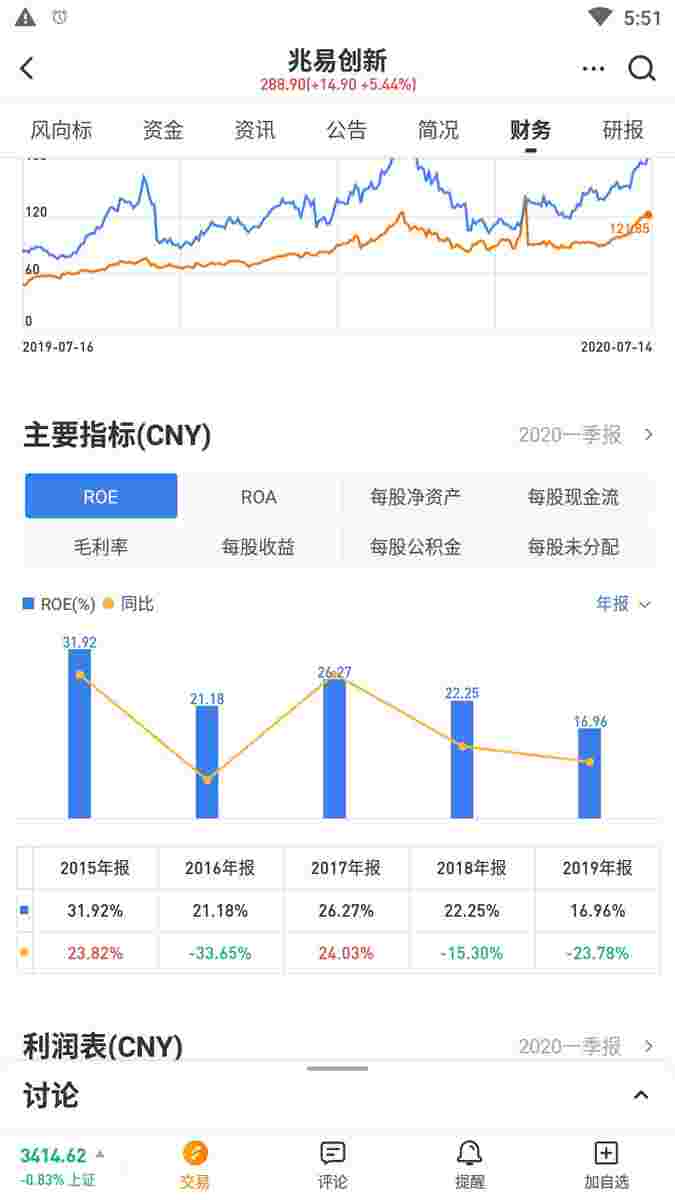 5:51
兆易创新
288.90(+14.90 +5.44%)
风向标 资金 资讯 公告 简况 财务 研报
120
121.85
60
0
2019-07-16 2020-07-14
主要指标(CNY) 2020一季报
ROE ROA 每股净资产 每股现金流
毛利率 每股收益 每股公积金 每股未分配
ROE(%) 同比 年报
31.92
26.27
22.25
21.18
16.96
2015年报 2016年报 2017年报 2018年报 2019年报
31.92% 21.18% 26.27% 22.25% 16.96%
23.82% -33.65% 24.03% -15.30% -23.78%
利润表(CNY) 2020一季报
讨论
3414.62
-0.83% 上证
交易 评论 提醒 加自选